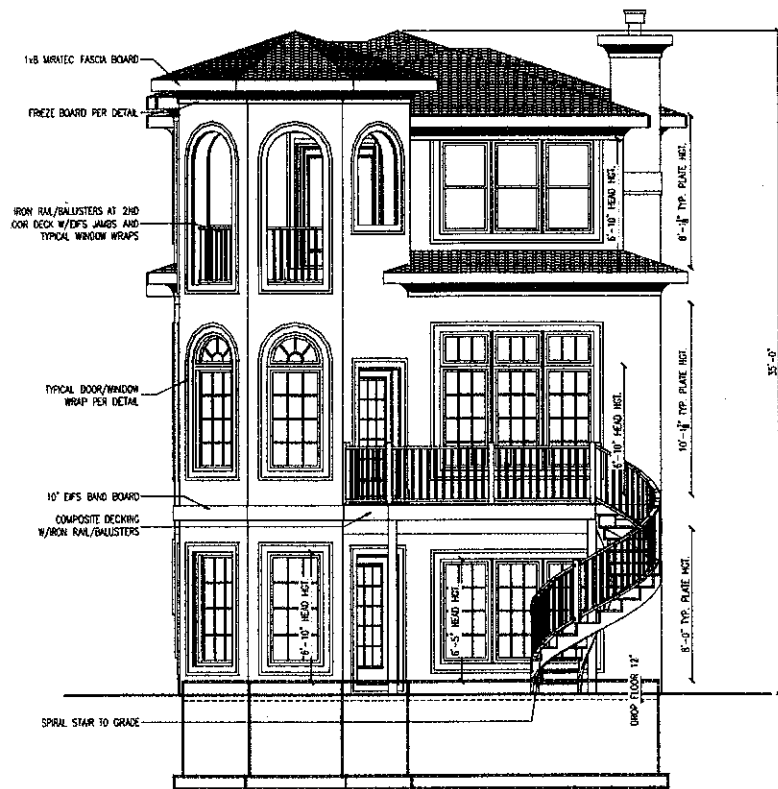 1x8 MIRATEC FASCIA BOARD
FRIEZE BOARD PER DETAIL
IRON RAIL/BALUSTERS AT 2ND
OOR DECK W/EIFS JAMBS AND
TYPICAL WINDOW WRAPS
TYPICAL DOOR/WINDOW
WRAP PER DETAIL
10" EIFS BAND BOARD
COMPOSITE DECKING
W/IRON RAIL/BALUSTERS
SPIRAL STAIR TO GRADE
6'-10" HEAD HGT.
TYP. PLATE HGT.
35'-0"
6'-10" HEAD HGT.
TYP. PLATE HGT.
6'-10" HEAD HGT.
6'-5" HEAD HGT.
8'-0" TYP. PLATE HGT.
DROP FLOOR 12"